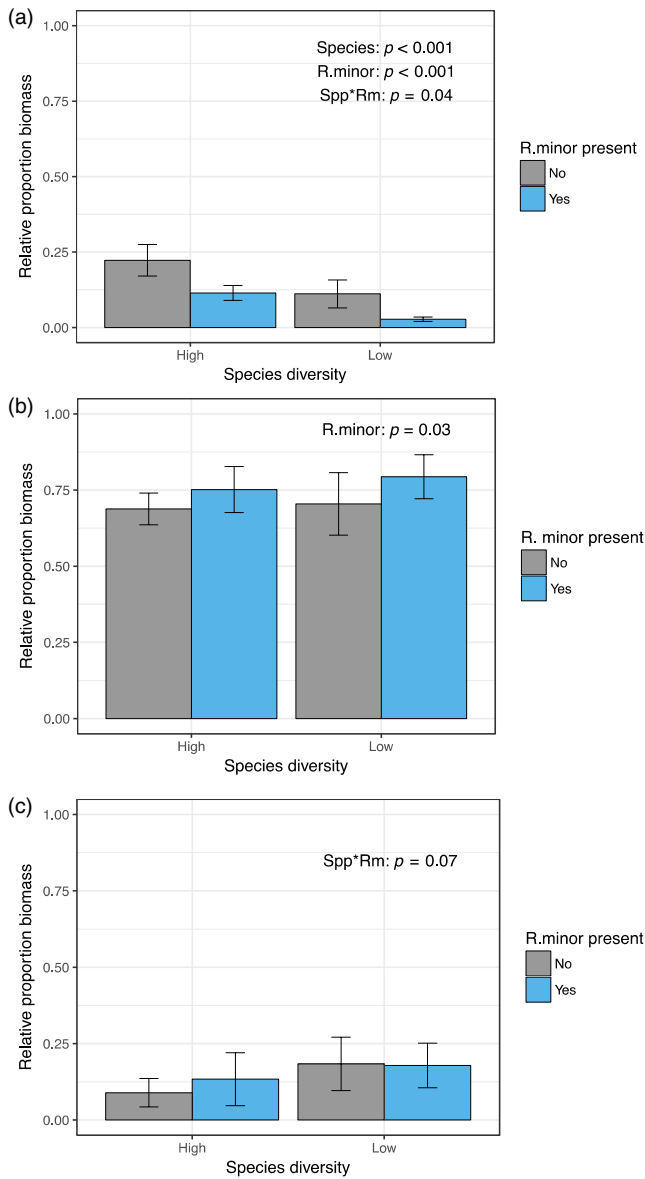 (a)
1.00
0.75
0.50
0.25
0.00
Relative proportion biomass
Species: p < 0.001
R.minor: p < 0.001
Spp*Rm: p = 0.04
High
Low
Species diversity
R.minor present
No
Yes
(b)
1.00
0.75
0.50
0.25
0.00
Relative proportion biomass
R.minor: p = 0.03
High
Low
Species diversity
R. minor present
No
Yes
(c)
1.00
0.75
0.50
0.25
0.00
Relative proportion biomass
Spp*Rm: p = 0.07
High
Low
Species diversity
R.minor present
No
Yes